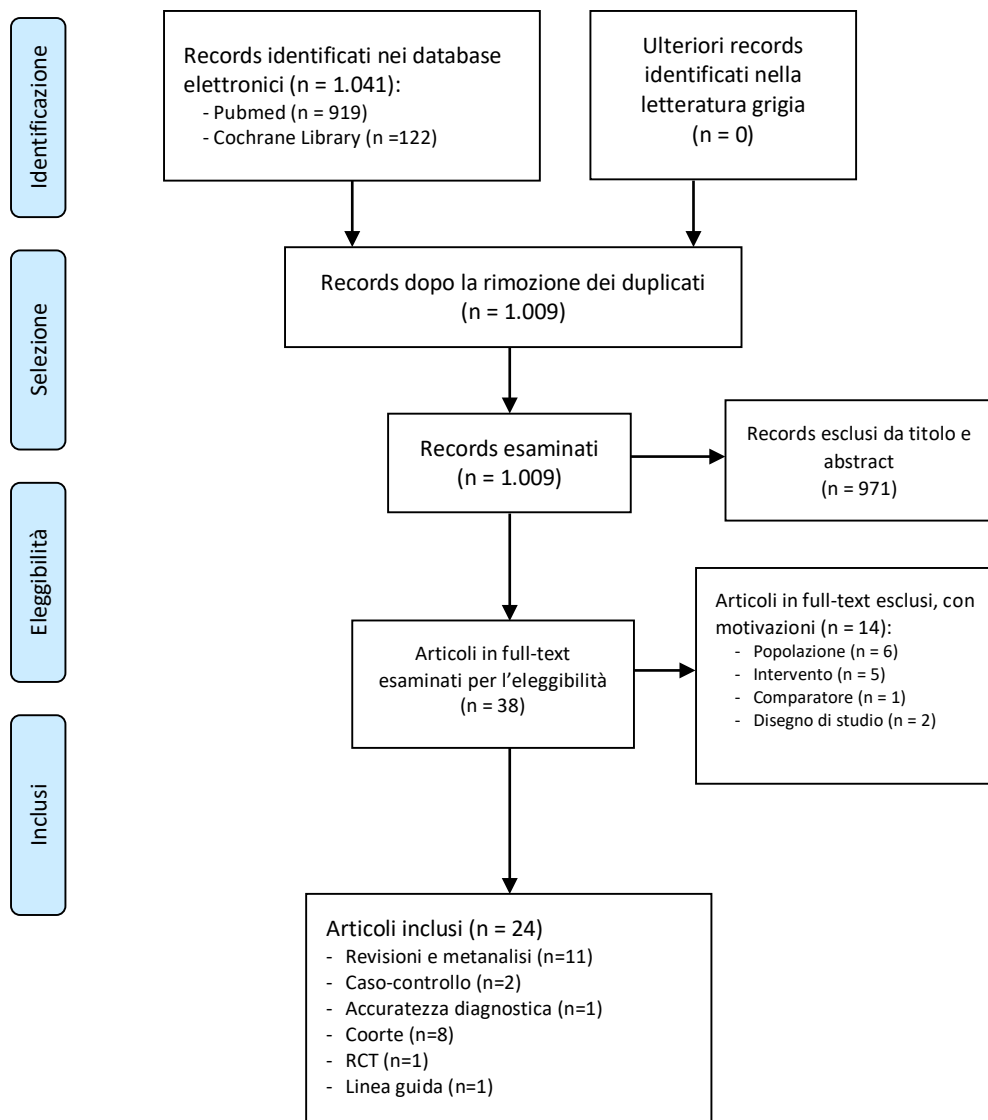 Identificazione
Records identificati nei database
elettronici (n = 1.041):
- Pubmed (n = 919)
- Cochrane Library (n =122)
Ulteriori records
identificati nella
letteratura grigia
(n = 0)
Selezione
Records dopo la rimozione dei duplicati
(n = 1.009)
Records esaminati
(n = 1.009)
Records esclusi da titolo e
abstract
(n = 971)
Eleggibilità
Articoli in full-text
esaminati per l'eleggibilità
(n = 38)
Articoli in full-text esclusi, con
motivazioni (n = 14):
- Popolazione (n = 6)
- Intervento (n = 5)
- Comparatore (n = 1)
- Disegno di studio (n = 2)
Inclusi
Articoli inclusi (n = 24)
- Revisioni e metanalisi (n=11)
- Caso-controllo (n=2)
- Accuratezza diagnostica (n=1)
- Coorte (n=8)
- RCT (n=1)
- Linea guida (n=1)